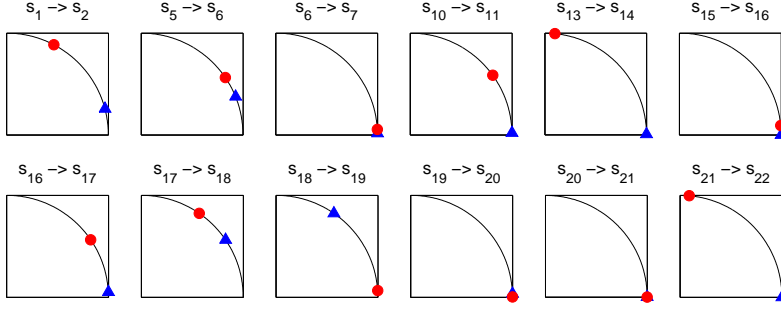 s1 −> s2 s5 −> s6 s6 −> s7 s10 −> s11 s13 −> s14 s15 −> s16
s16 −> s17 s17 −> s18 s18 −> s19 s19 −> s20 s20 −> s21 s21 −> s22